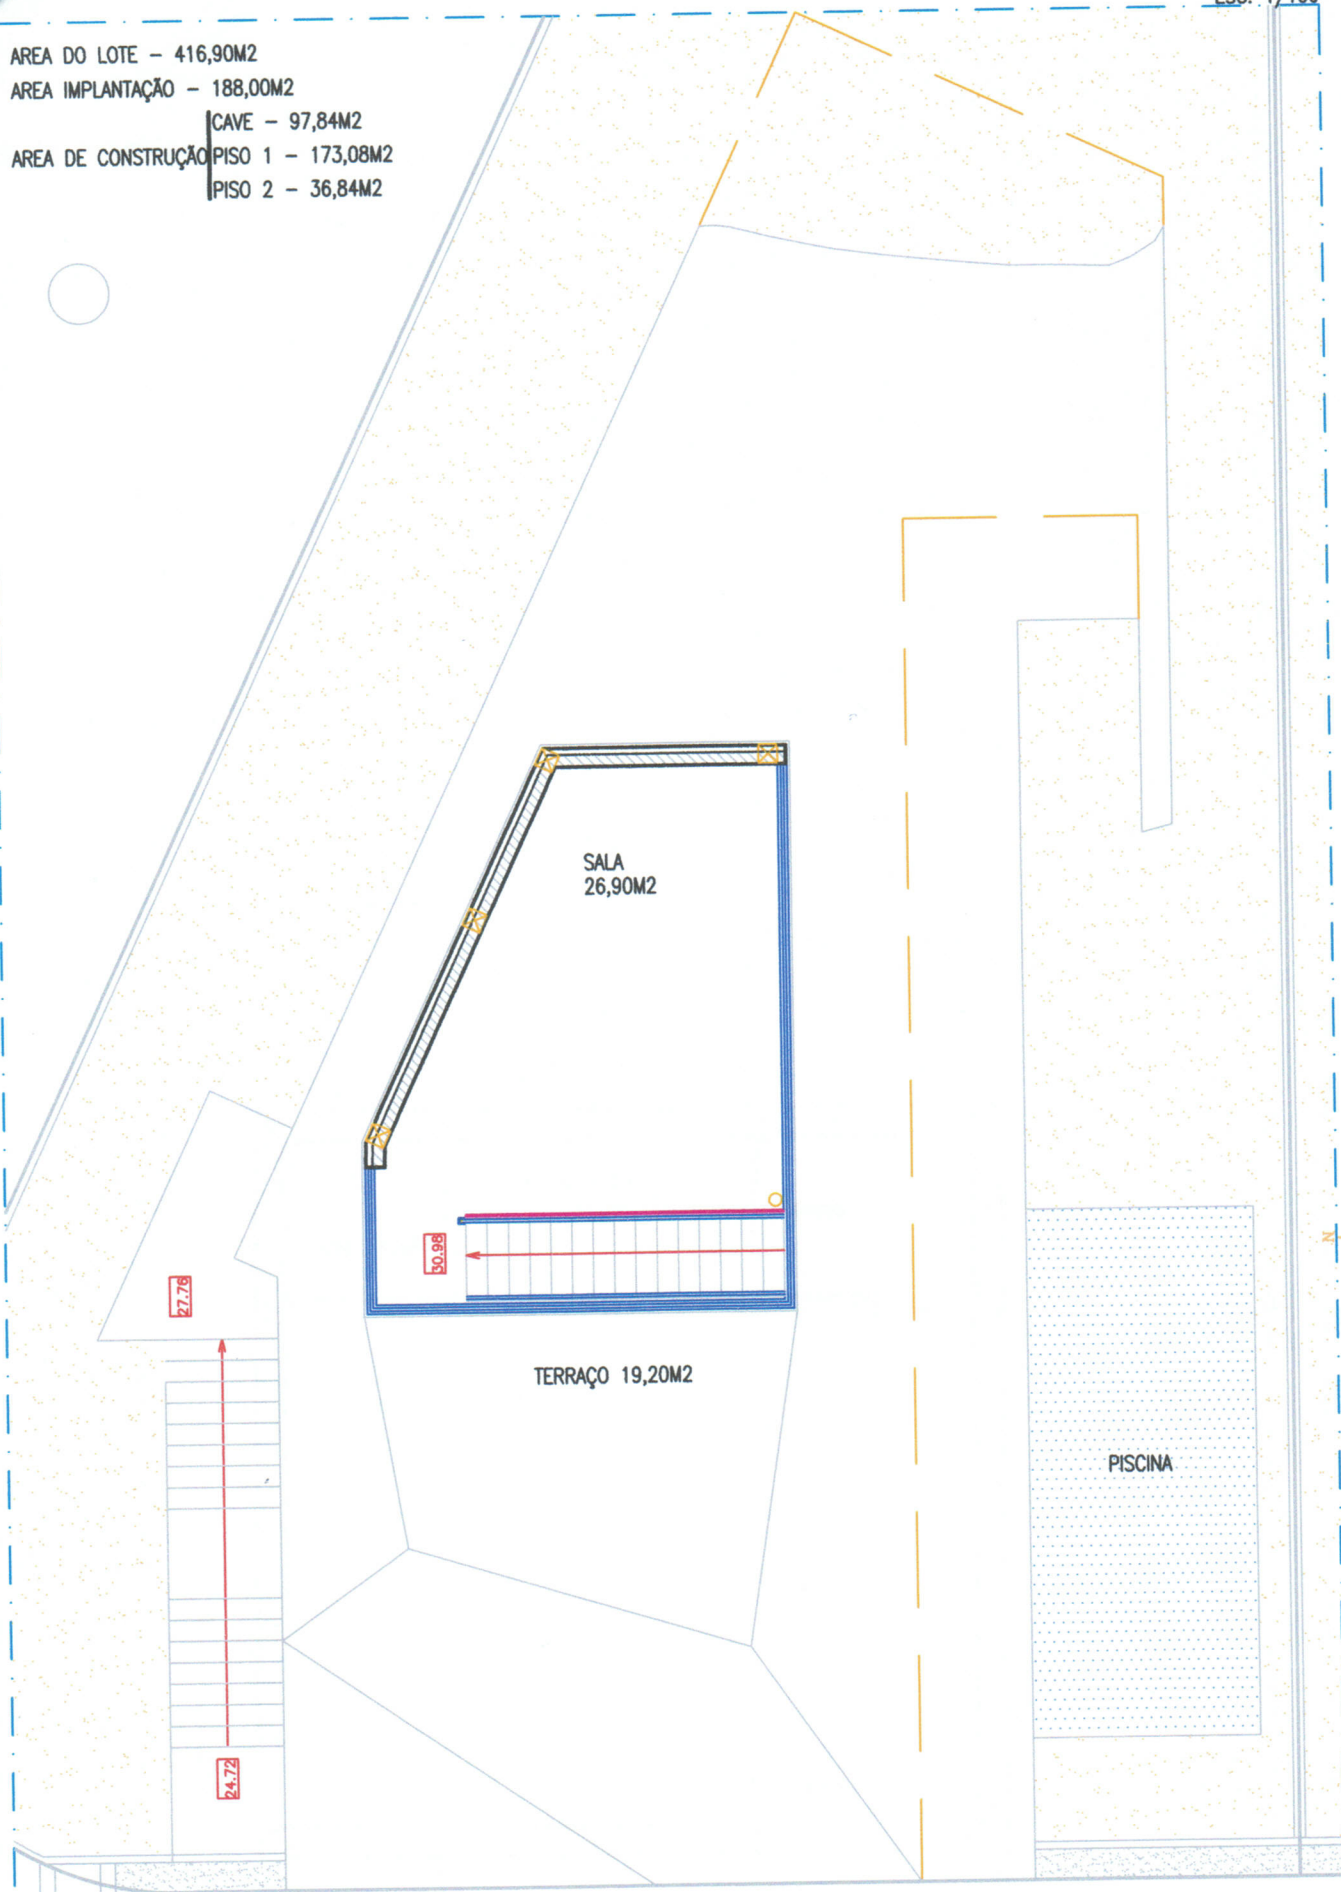 AREA DO LOTE - 416,90M2
AREA IMPLANTAÇÃO - 188,00M2
CAVE - 97,84M2
AREA DE CONSTRUÇÃO PISO 1 - 173,08M2
PISO 2 - 36,84M2
SALA
26,90M2
30.98
27.76
TERRAÇO 19,20M2
PISCINA
24.72
N